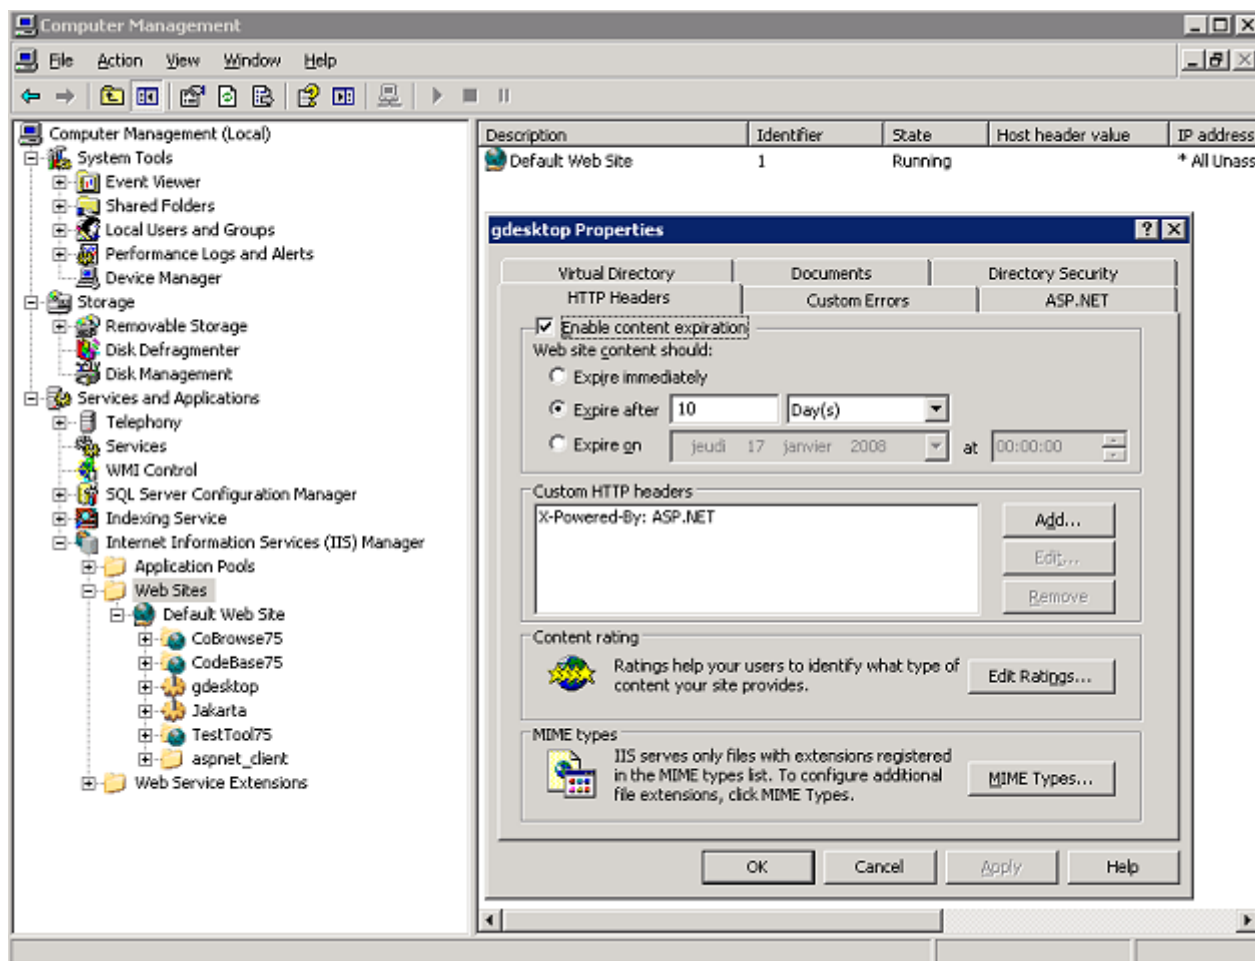 Computer Management
File Action View Window Help
Computer Management (Local)
System Tools
Event Viewer
Shared Folders
Local Users and Groups
Performance Logs and Alerts
Device Manager
Storage
Removable Storage
Disk Defragmenter
Disk Management
Services and Applications
Telephony
Services
WMI Control
SQL Server Configuration Manager
Indexing Service
Internet Information Services (IIS) Manager
Application Pools
Web Sites
Default Web Site
CoBrowse75
CodeBase75
gdesktop
Jakarta
TestTool75
aspnet_client
Web Service Extensions
Description Identifier State Host header value IP address
Default Web Site 1 Running * All Unass
gdesktop Properties
Virtual Directory Documents Directory Security
HTTP Headers Custom Errors ASP.NET
Enable content expiration
Web site content should:
Expire immediately
Expire after 10 Day(s)
Expire on jeudi 17 janvier 2008 at 00:00:00
Custom HTTP headers
X-Powered-By: ASP.NET
Add...
Edit...
Remove
Content rating
Ratings help your users to identify what type of
content your site provides.
Edit Ratings...
MIME types
IIS serves only files with extensions registered
in the MIME types list. To configure additional
file extensions, click MIME Types.
MIME Types...
OK Cancel Apply Help